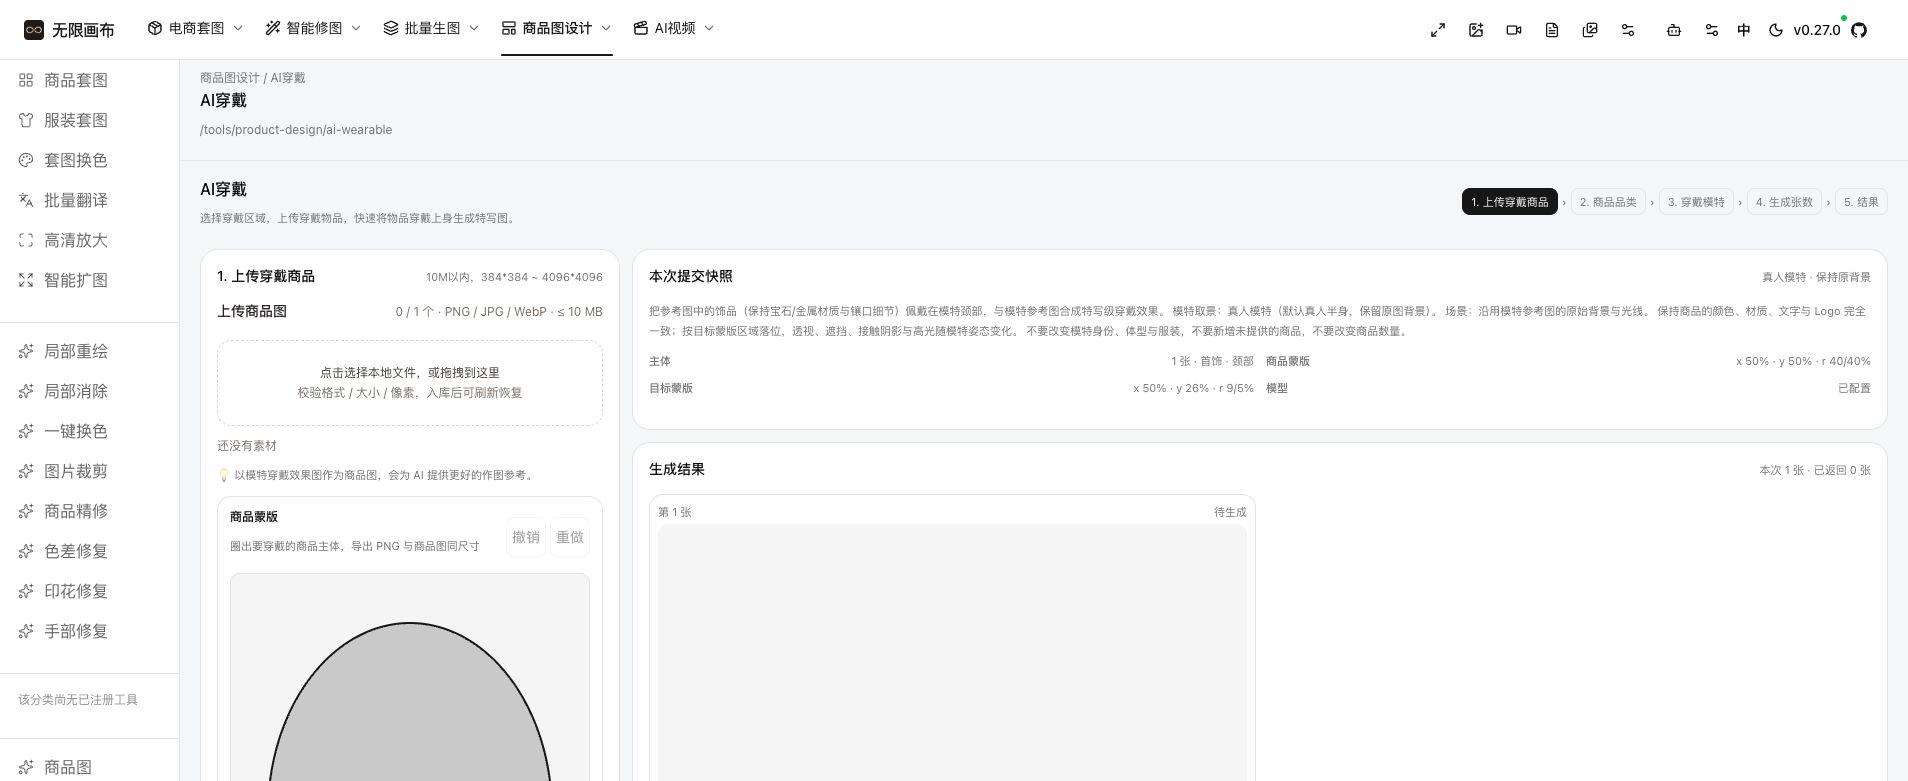 无限画布
电商套图
智能修图
批量生图
商品图设计
AI视频
中
v0.27.0
商品套图
服装套图
套图换色
批量翻译
高清放大
智能扩图
局部重绘
局部消除
一键换色
图片裁剪
商品精修
色差修复
印花修复
手部修复
该分类尚无已注册工具
商品图
商品图设计 / AI穿戴
AI穿戴
/tools/product-design/ai-wearable
AI穿戴
选择穿戴区域，上传穿戴物品，快速将物品穿戴上身生成特写图。
1. 上传穿戴商品 › 2. 商品品类 › 3. 穿戴模特 › 4. 生成张数 › 5. 结果
1. 上传穿戴商品
10M以内，384*384 ~ 4096*4096
上传商品图
0 / 1 个 · PNG / JPG / WebP · ≤ 10 MB
点击选择本地文件，或拖拽到这里
校验格式 / 大小 / 像素，入库后可刷新恢复
还没有素材
💡 以模特穿戴效果图作为商品图，会为 AI 提供更好的作图参考。
商品蒙版
圈出要穿戴的商品主体，导出 PNG 与商品图同尺寸
撤销
重做
本次提交快照
真人模特 · 保持原背景
把参考图中的饰品（保持宝石/金属材质与镶口细节）佩戴在模特颈部，与模特参考图合成特写级穿戴效果。 模特取景：真人模特（默认真人半身，保留原图背景）。 场景：沿用模特参考图的原始背景与光线。 保持商品的颜色、材质、文字与 Logo 完全
一致；按目标蒙版区域落位，透视、遮挡、接触阴影与高光随模特姿态变化。 不要改变模特身份、体型与服装，不要新增未提供的商品，不要改变商品数量。
主体
1 张 · 首饰 · 颈部
商品蒙版
x 50% · y 50% · r 40/40%
目标蒙版
x 50% · y 26% · r 9/5%
模型
已配置
生成结果
本次 1 张 · 已返回 0 张
第 1 张
待生成